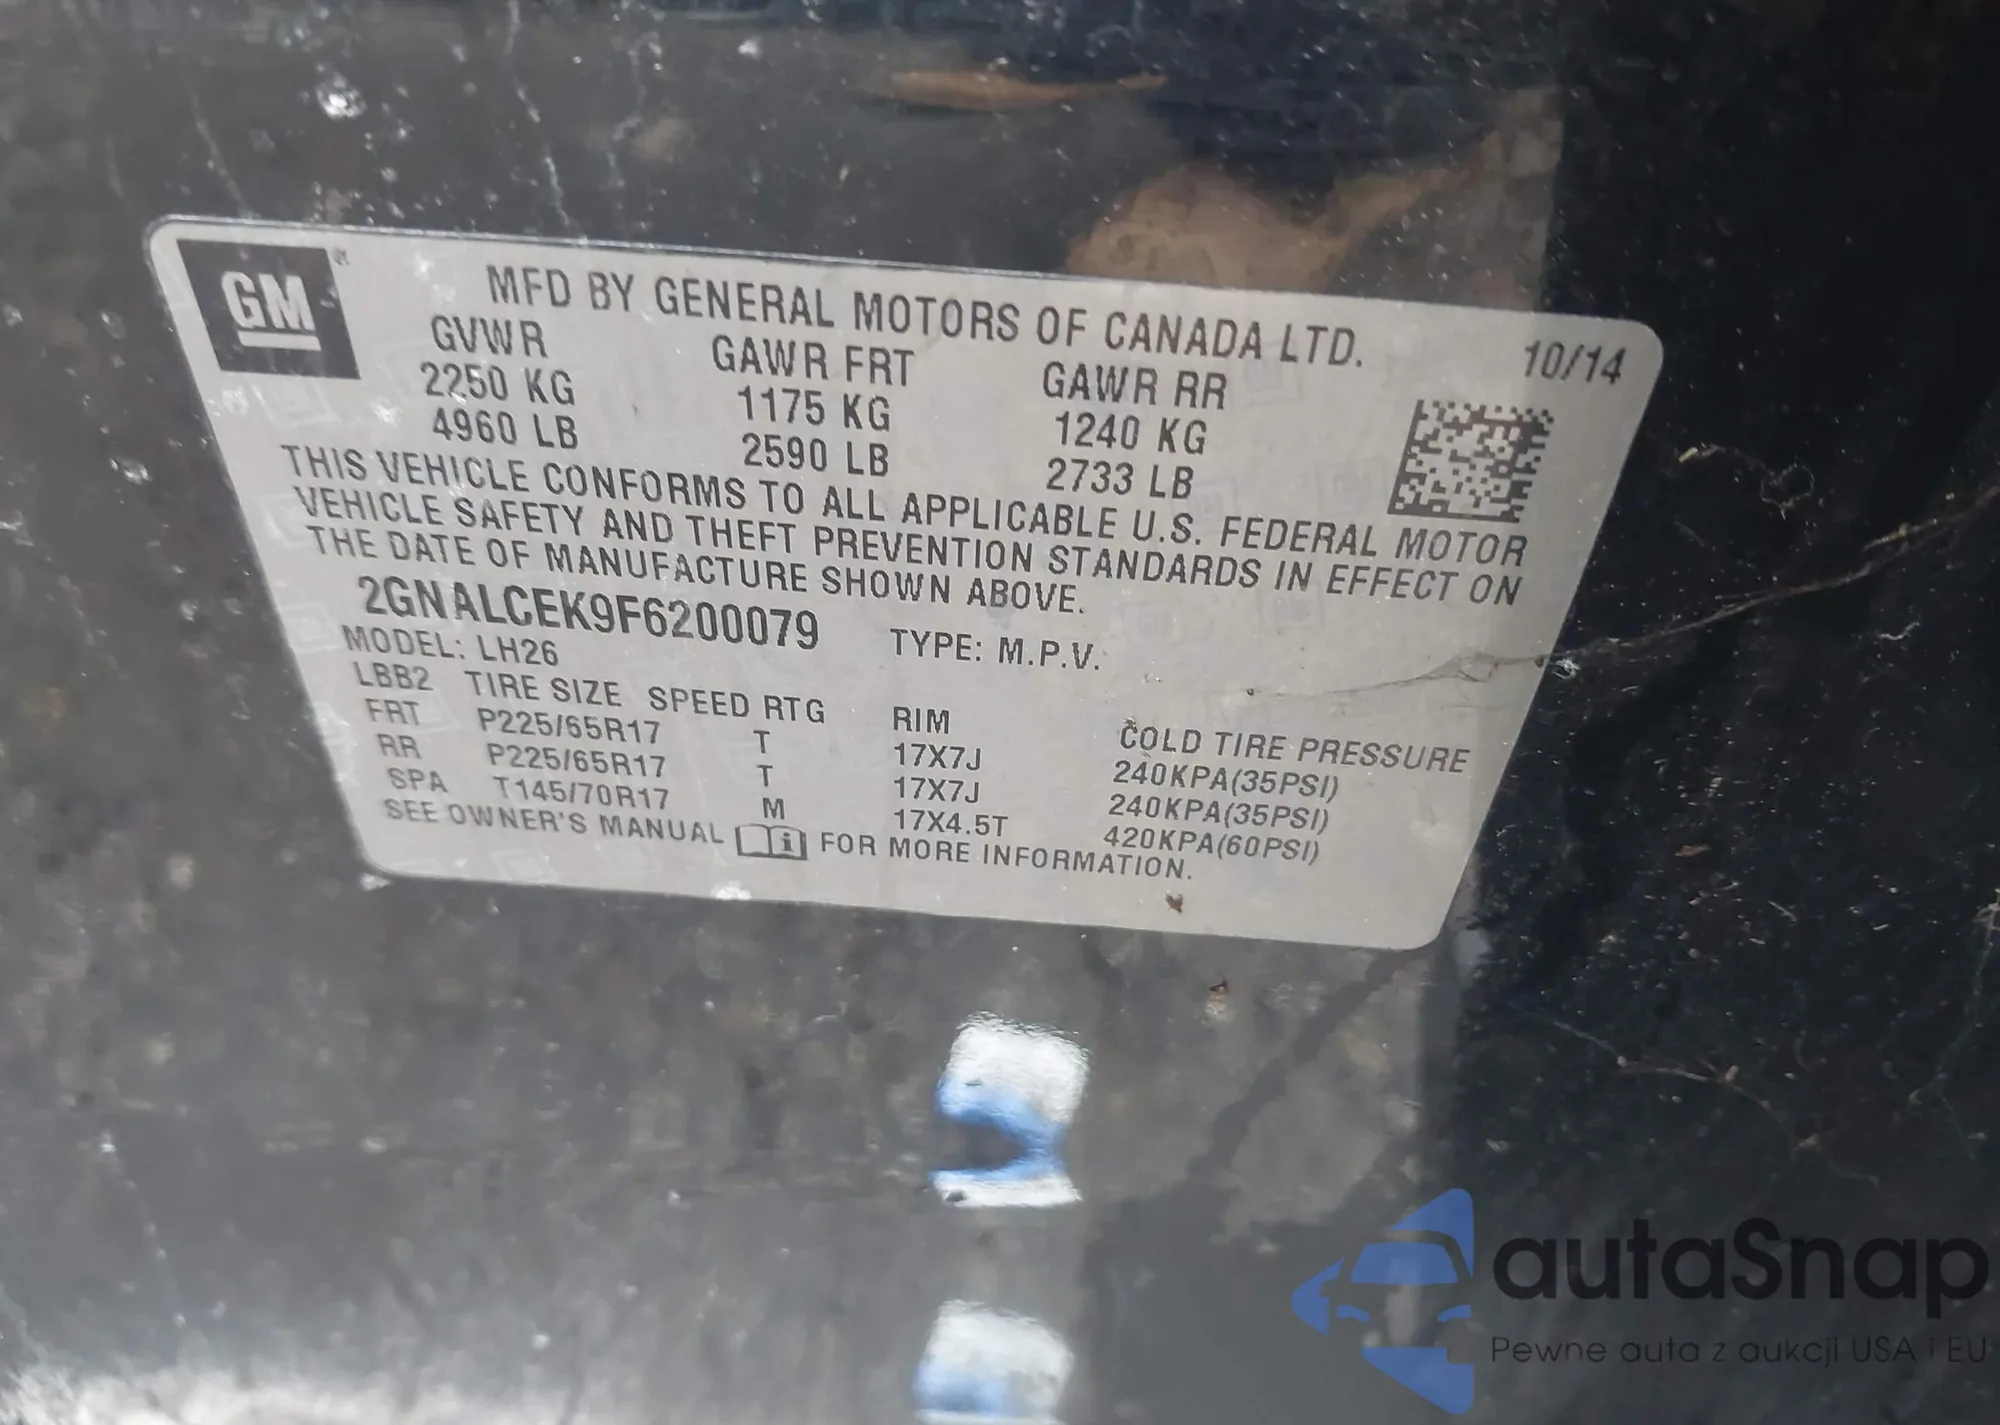 GM
MFD BY GENERAL MOTORS OF CANADA LTD.
10/14
GVWR GAWR FRT GAWR RR
2250 KG 1175 KG 1240 KG
4960 LB 2590 LB 2733 LB
THIS VEHICLE CONFORMS TO ALL APPLICABLE U.S. FEDERAL MOTOR
VEHICLE SAFETY AND THEFT PREVENTION STANDARDS IN EFFECT ON
THE DATE OF MANUFACTURE SHOWN ABOVE.
2GNALCEK9F6200079 TYPE: M.P.V.
MODEL: LH26
LBB2 TIRE SIZE SPEED RTG RIM COLD TIRE PRESSURE
FRT P225/65R17 T 17X7J 240KPA(35PSI)
RR P225/65R17 T 17X7J 240KPA(35PSI)
SPA T145/70R17 M 17X4.5T 420KPA(60PSI)
SEE OWNER'S MANUAL i FOR MORE INFORMATION.
autaSnap
Pewne auta z aukcji USA i EU